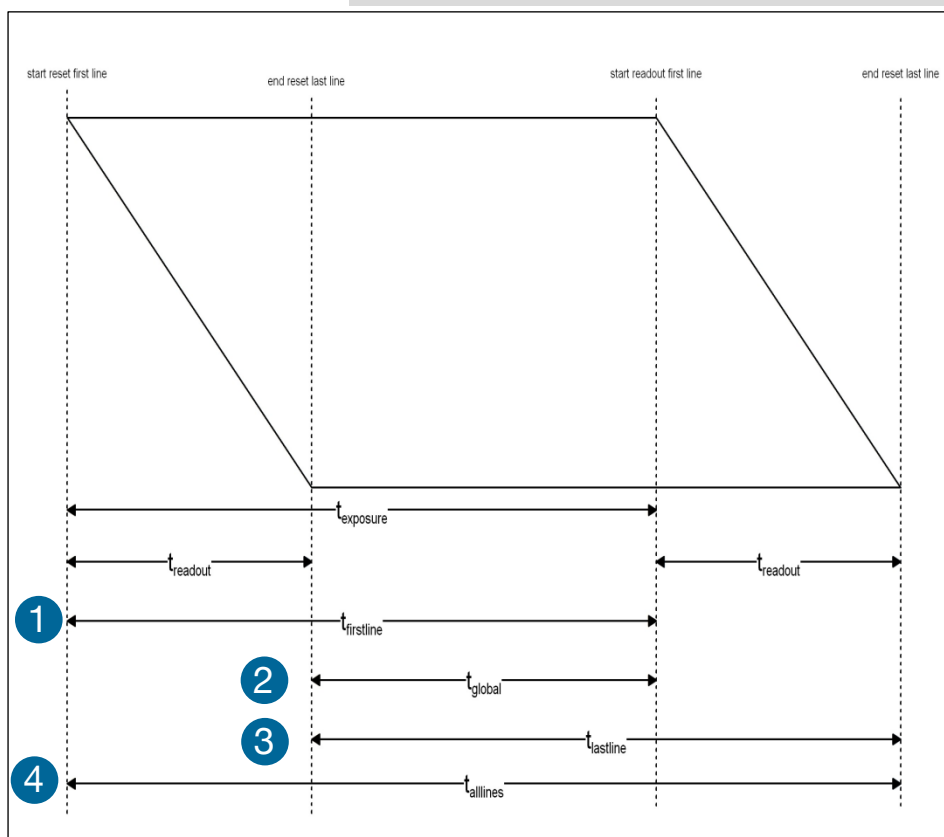 start reset first line
end reset last line
start readout first line
end reset last line
texposure
treadout
treadout
1
tfirstline
2
tglobal
3
tlastline
4
talllines